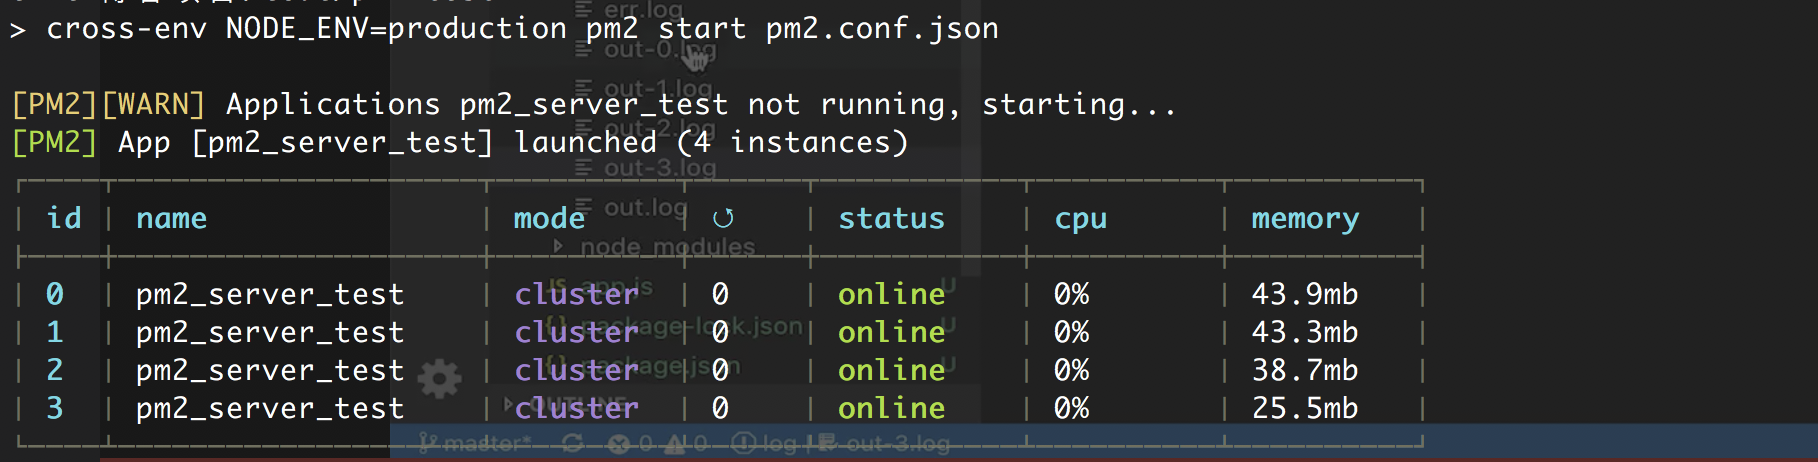 > cross-env NODE_ENV=production pm2 start pm2.conf.json
[PM2][WARN] Applications pm2_server_test not running, starting...
[PM2] App [pm2_server_test] launched (4 instances)
id name mode ↺ status cpu memory
0 pm2_server_test cluster 0 online 0% 43.9mb
1 pm2_server_test cluster 0 online 0% 43.3mb
2 pm2_server_test cluster 0 online 0% 38.7mb
3 pm2_server_test cluster 0 online 0% 25.5mb
err.log
out-0.log
out-1.log
out-2.log
out-3.log
out.log
node_modules
JS app.js U
{} package-lock.json U
{} package.json U
OUTLINE
master* 0 0 log | out-3.log